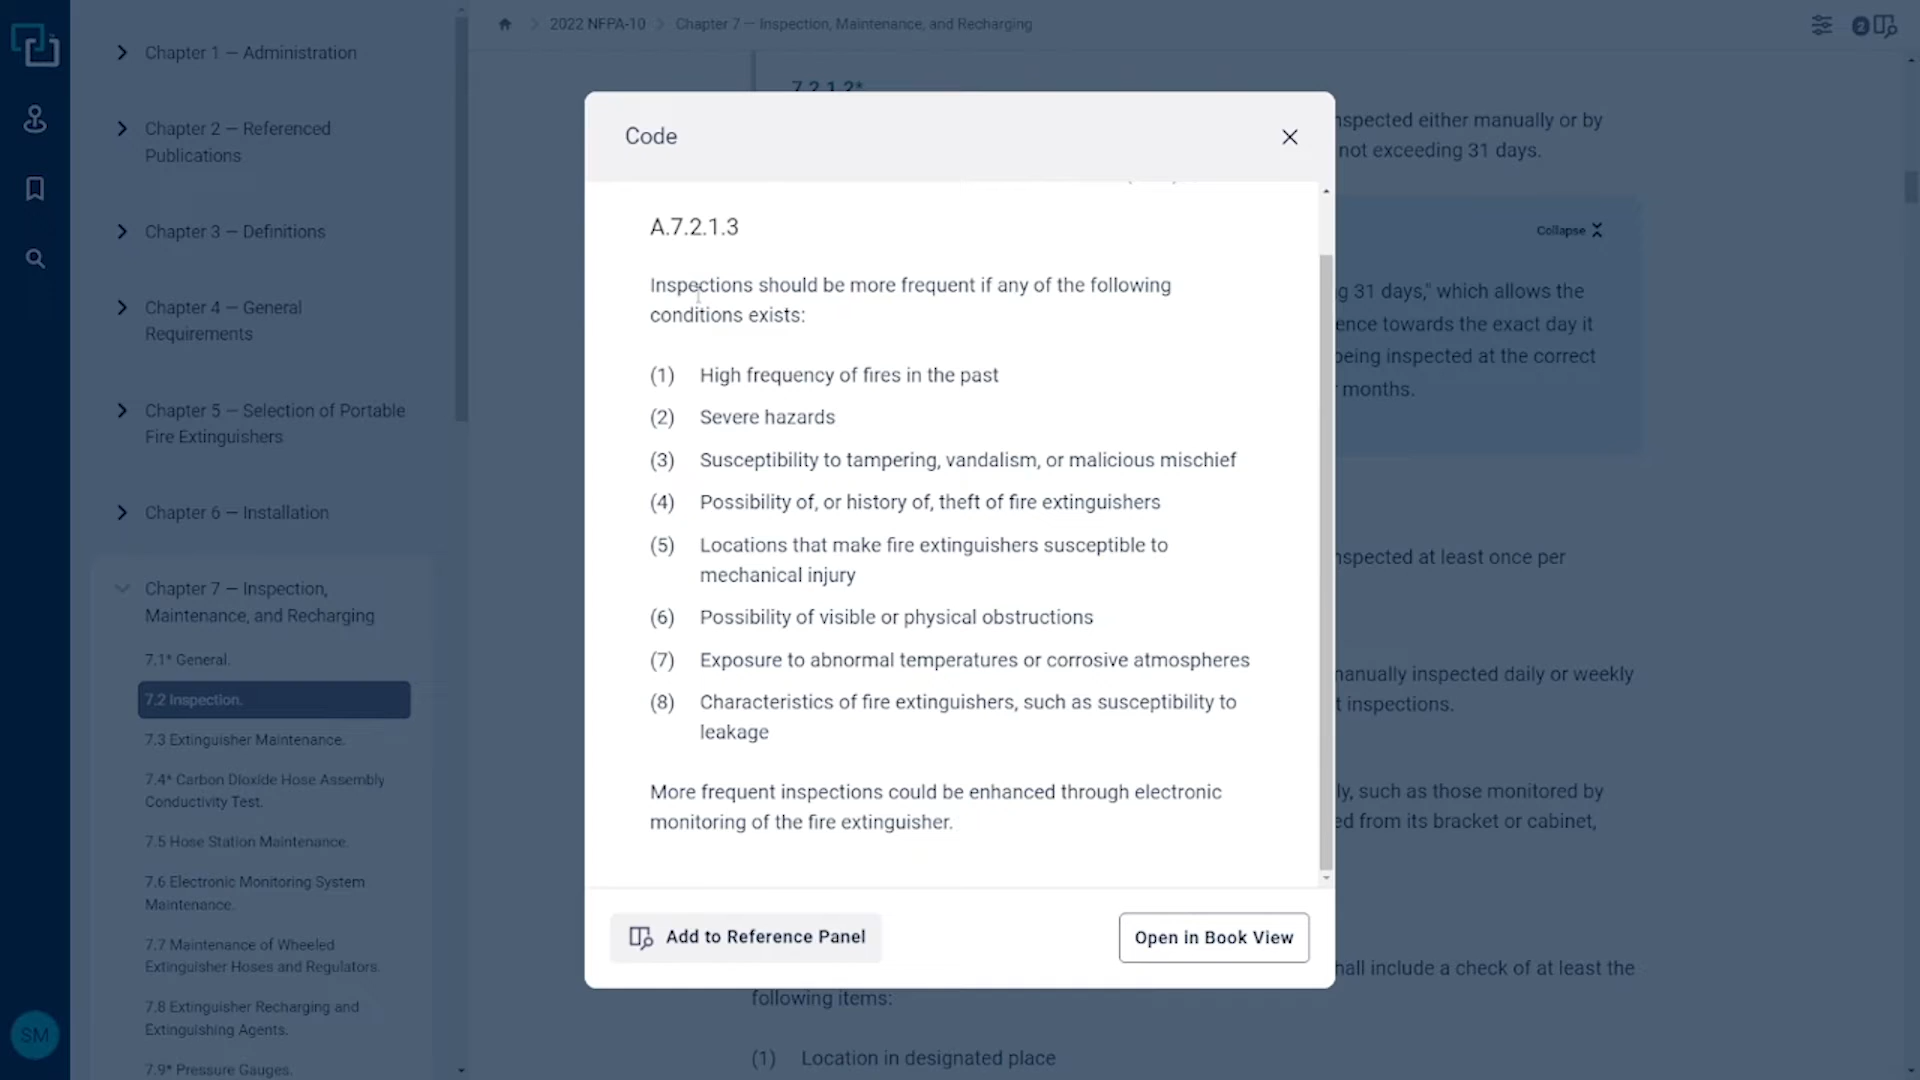 Chapter 1 — Administration
Chapter 2 — Referenced
Publications
Chapter 3 — Definitions
Chapter 4 — General
Requirements
Chapter 5 — Selection of Portable
Fire Extinguishers
Chapter 6 — Installation
Chapter 7 — Inspection,
Maintenance, and Recharging
7.1* General.
7.2 Inspection.
7.3 Extinguisher Maintenance.
7.4* Carbon Dioxide Hose Assembly
Conductivity Test.
7.5 Hose Station Maintenance.
7.6 Electronic Monitoring System
Maintenance.
7.7 Maintenance of Wheeled
Extinguisher Hoses and Regulators.
7.8 Extinguisher Recharging and
Extinguishing Agents.
7.9* Pressure Gauges.
SM
2022 NFPA-10 Chapter 7 — Inspection, Maintenance, and Recharging
2
7.2.1.2*
nspected either manually or by
not exceeding 31 days.
Collapse
g 31 days," which allows the
ence towards the exact day it
being inspected at the correct
months.
nspected at least once per
manually inspected daily or weekly
t inspections.
ly, such as those monitored by
ed from its bracket or cabinet,
hall include a check of at least the
following items:
(1) Location in designated place
Code
A.7.2.1.3
Inspections should be more frequent if any of the following
conditions exists:
(1) High frequency of fires in the past
(2) Severe hazards
(3) Susceptibility to tampering, vandalism, or malicious mischief
(4) Possibility of, or history of, theft of fire extinguishers
(5) Locations that make fire extinguishers susceptible to
mechanical injury
(6) Possibility of visible or physical obstructions
(7) Exposure to abnormal temperatures or corrosive atmospheres
(8) Characteristics of fire extinguishers, such as susceptibility to
leakage
More frequent inspections could be enhanced through electronic
monitoring of the fire extinguisher.
Add to Reference Panel
Open in Book View